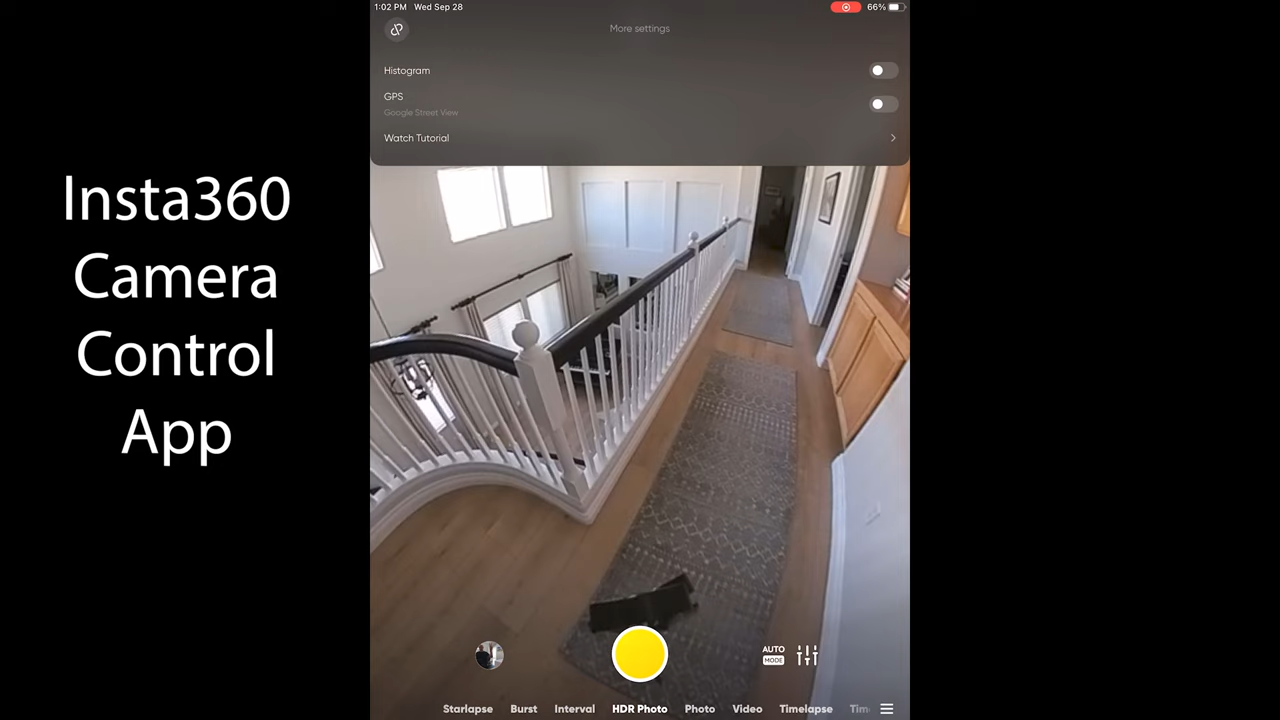 Insta360
Camera
Control
App
1:02 PM Wed Sep 28
66%
More settings
Histogram
GPS
Google Street View
Watch Tutorial
AUTO
MODE
Starlapse Burst Interval HDR Photo Photo Video Timelapse Tim